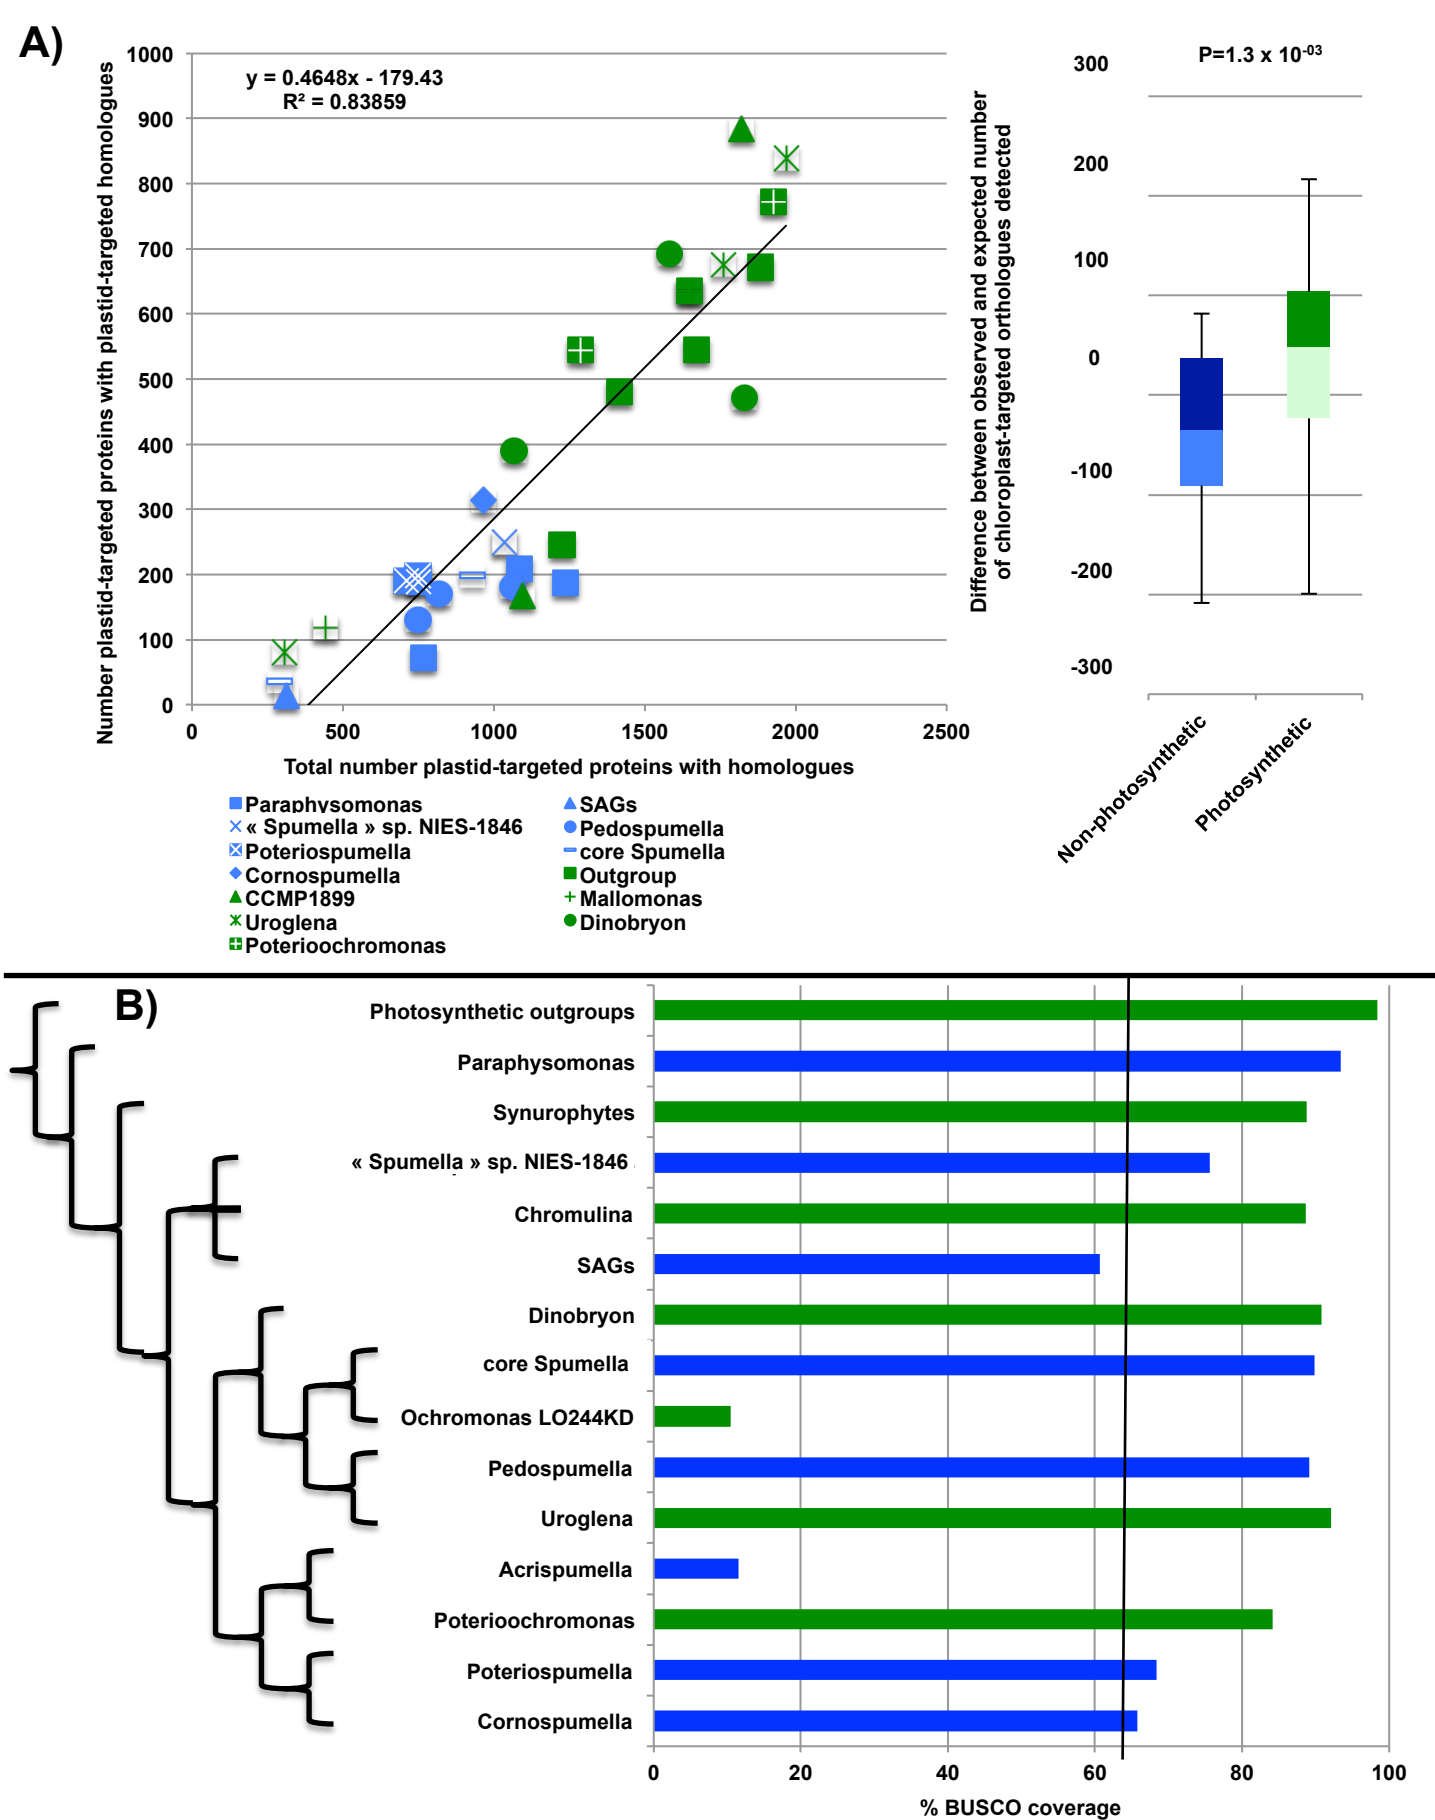 A)
y = 0.4648x - 179.43
R² = 0.83859
Number plastid-targeted proteins with plastid-targeted homologues
1000
900
800
700
600
500
400
300
200
100
0
0
500
1000
1500
2000
2500
Total number plastid-targeted proteins with homologues
P=1.3 x 10⁻⁰³
Difference between observed and expected number
of chloroplast-targeted orthologues detected
300
200
100
0
-100
-200
-300
Non-photosynthetic
Photosynthetic
Paraphysomonas
SAGs
« Spumella » sp. NIES-1846
Pedospumella
Poteriospumella
core Spumella
Cornospumella
Outgroup
CCMP1899
Mallomonas
Uroglena
Dinobryon
Poterioochromonas
B)
Photosynthetic outgroups
Paraphysomonas
Synurophytes
« Spumella » sp. NIES-1846
Chromulina
SAGs
Dinobryon
core Spumella
Ochromonas LO244KD
Pedospumella
Uroglena
Acrispumella
Poterioochromonas
Poteriospumella
Cornospumella
0
20
40
60
80
100
% BUSCO coverage